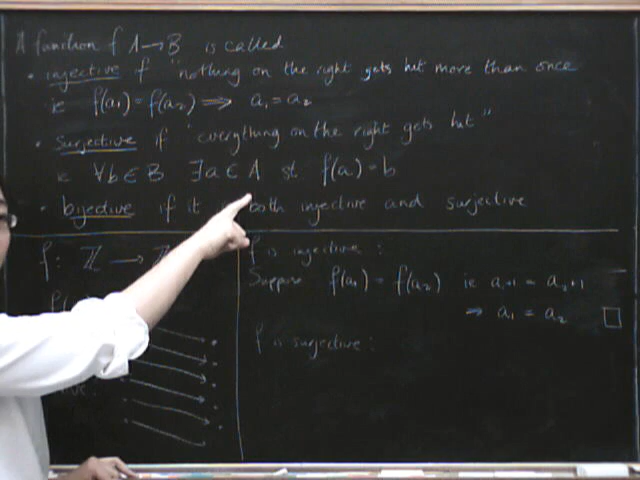 A function f A→B is called
• injective if "nothing on the right gets hit more than once
ie f(a₁) = f(a₂) ⟹ a₁ = a₂
• surjective if "everything on the right gets hit"
ie ∀b ∈ B ∃a ∈ A st f(a) = b
• bijective if it both injective and surjective
f: ℤ → ℤ
f is injective :
Suppose f(a₁) = f(a₂) ie a₁+1 = a₂+1
⇒ a₁ = a₂ □
f is surjective :